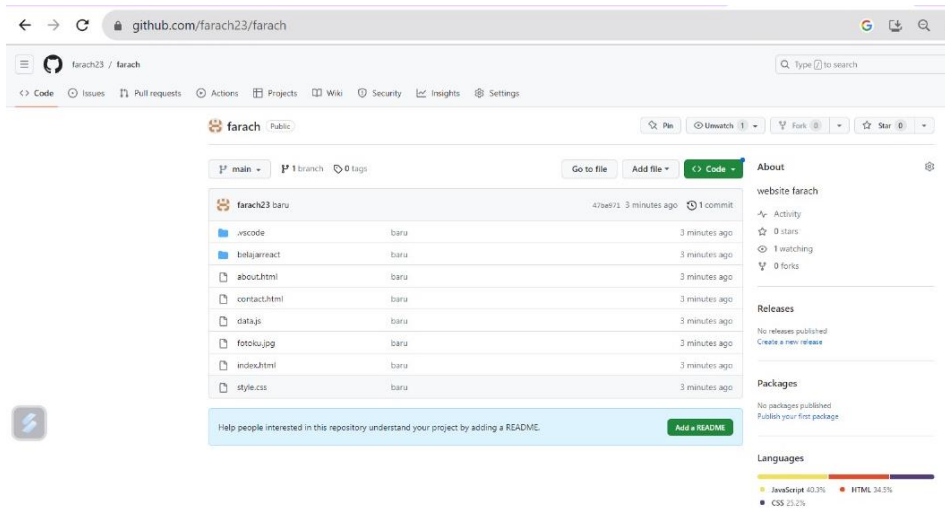 github.com/farach23/farach
farach23 / farach
Type / to search
<> Code Issues Pull requests Actions Projects Wiki Security Insights Settings
farach Public
Pin Unwatch 1 Fork 0 Star 0
main 1 branch 0 tags
Go to file Add file <> Code
farach23 baru 47ba971 3 minutes ago 1 commit
.vscode baru 3 minutes ago
belajarreact baru 3 minutes ago
about.html baru 3 minutes ago
contact.html baru 3 minutes ago
data.js baru 3 minutes ago
fotoku.jpg baru 3 minutes ago
index.html baru 3 minutes ago
style.css baru 3 minutes ago
Help people interested in this repository understand your project by adding a README. Add a README
About
website farach
Activity
0 stars
1 watching
0 forks
Releases
No releases published
Create a new release
Packages
No packages published
Publish your first package
Languages
JavaScript 40.3% HTML 34.5%
CSS 25.2%